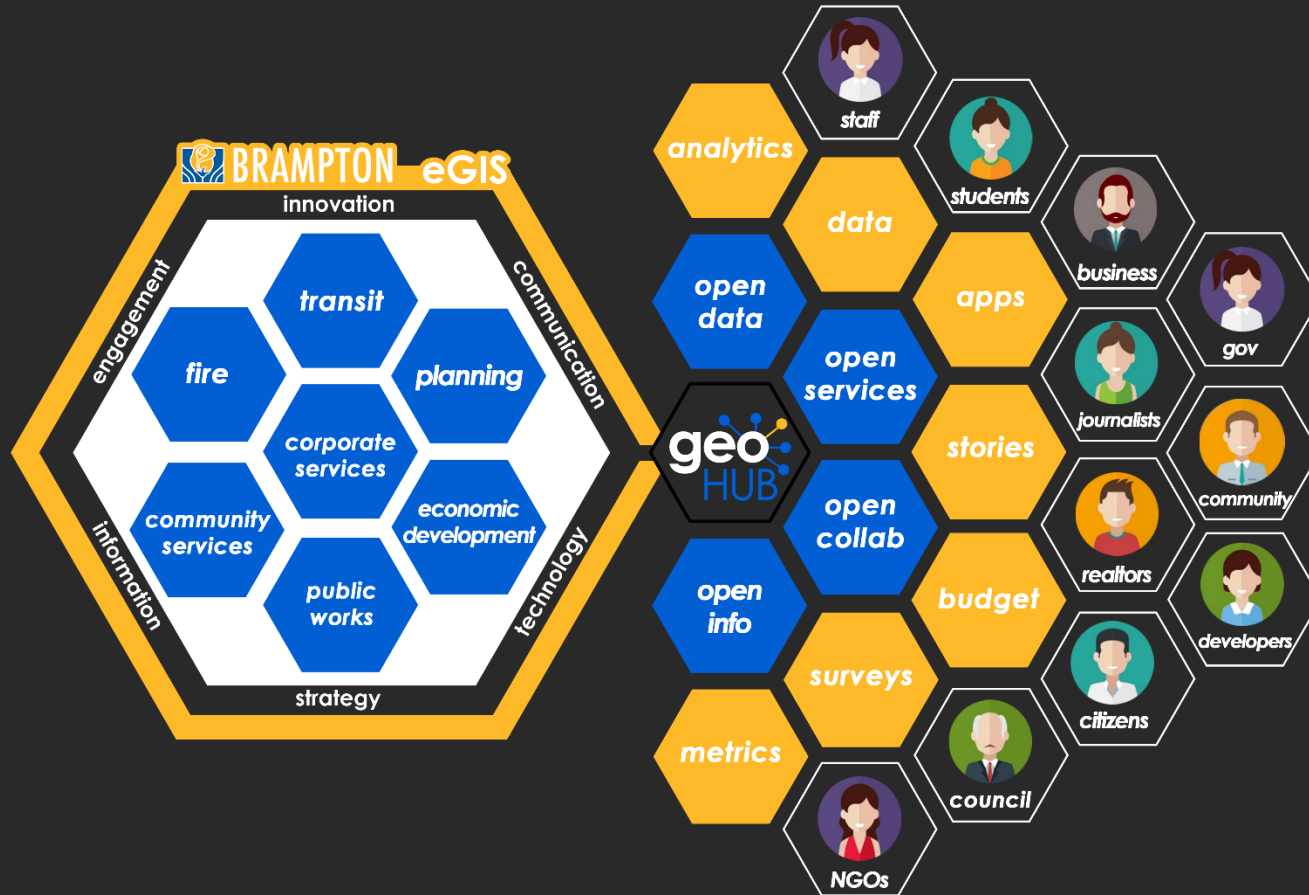 BRAMPTON eGIS
innovation
engagement
communication
information
technology
strategy
transit
fire
planning
corporate
services
community
services
economic
development
public
works
geo
HUB
analytics
data
open
data
apps
open
services
stories
open
collab
open
info
budget
surveys
metrics
staff
students
business
gov
journalists
community
realtors
developers
citizens
council
NGOs